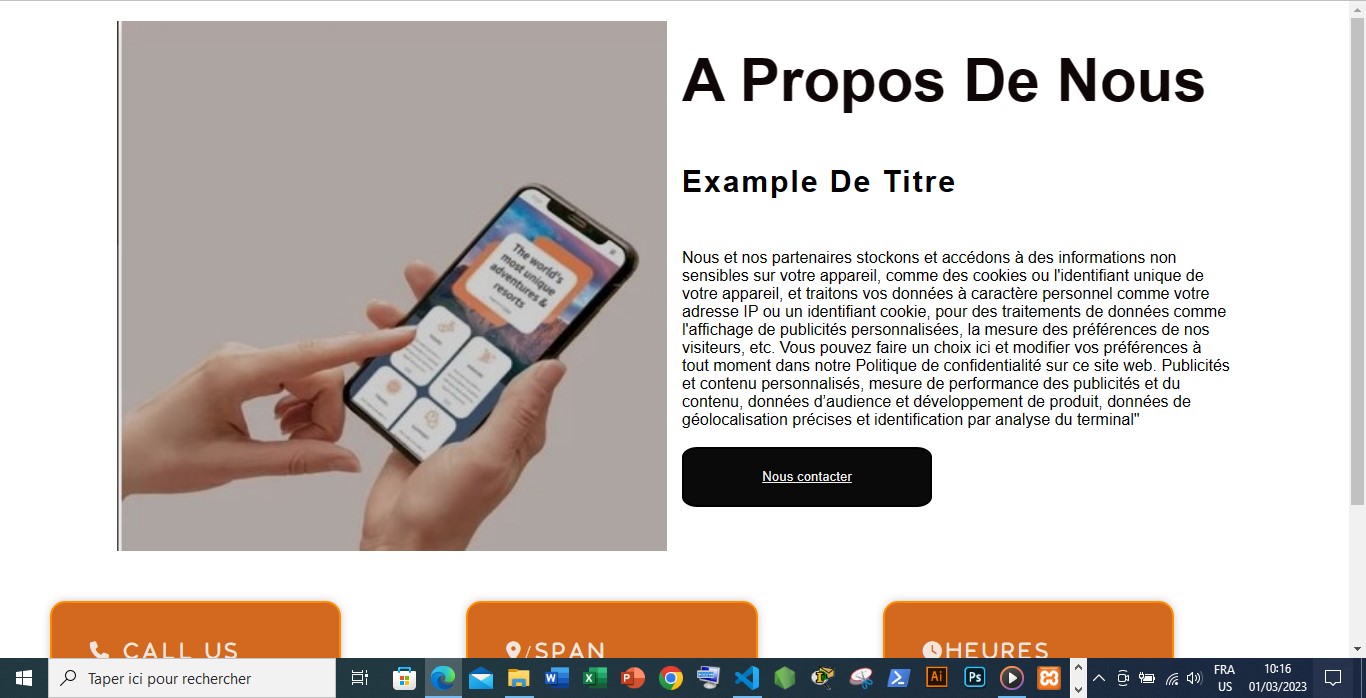 A Propos De Nous
Example De Titre
Nous et nos partenaires stockons et accédons à des informations non
sensibles sur votre appareil, comme des cookies ou l'identifiant unique de
votre appareil, et traitons vos données à caractère personnel comme votre
adresse IP ou un identifiant cookie, pour des traitements de données comme
l'affichage de publicités personnalisées, la mesure des préférences de nos
visiteurs, etc. Vous pouvez faire un choix ici et modifier vos préférences à
tout moment dans notre Politique de confidentialité sur ce site web. Publicités
et contenu personnalisés, mesure de performance des publicités et du
contenu, données d’audience et développement de produit, données de
géolocalisation précises et identification par analyse du terminal"
Nous contacter
The world's
most unique
adventures &
resorts
CALL US
/SPAN
HEURES
Taper ici pour rechercher
Ai
Ps
FRA
US
10:16
01/03/2023